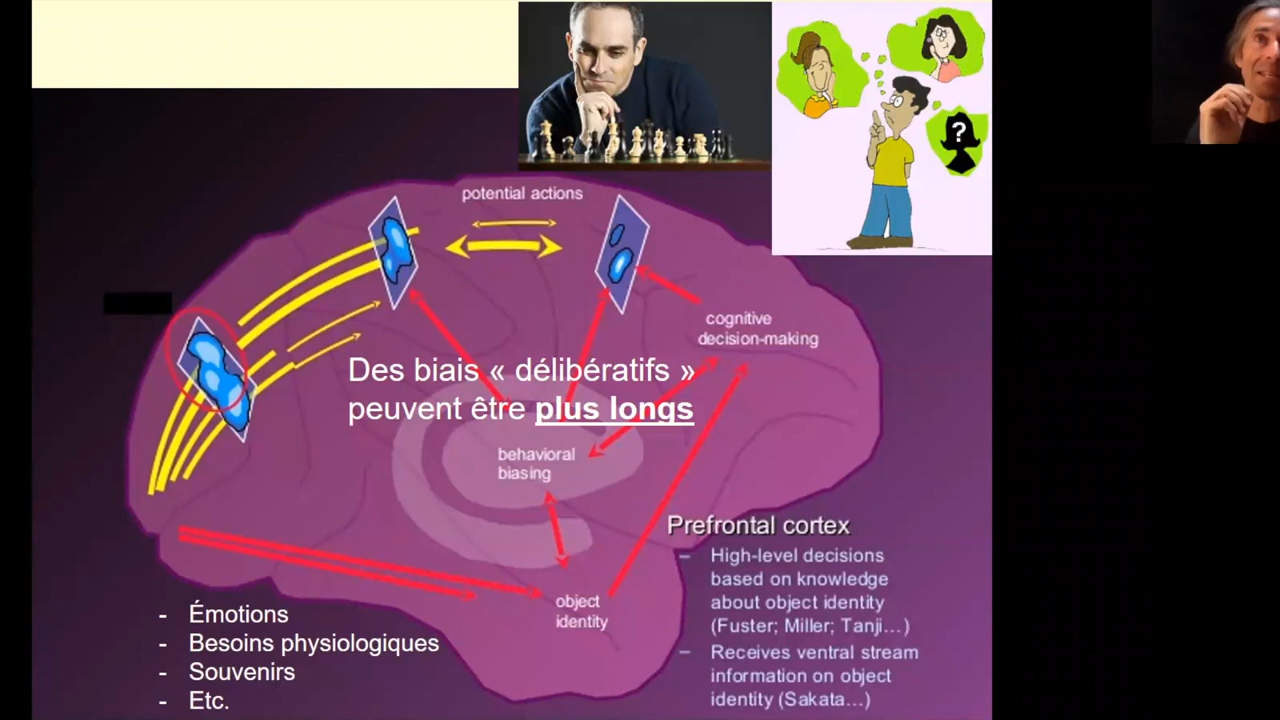 ?
potential actions
cognitive
decision-making
Des biais « délibératifs »
peuvent être plus longs
behavioral
biasing
Prefrontal cortex
– High-level decisions
based on knowledge
about object identity
(Fuster; Miller; Tanji...)
– Receives ventral stream
information on object
identity (Sakata...)
object
identity
- Émotions
- Besoins physiologiques
- Souvenirs
- Etc.